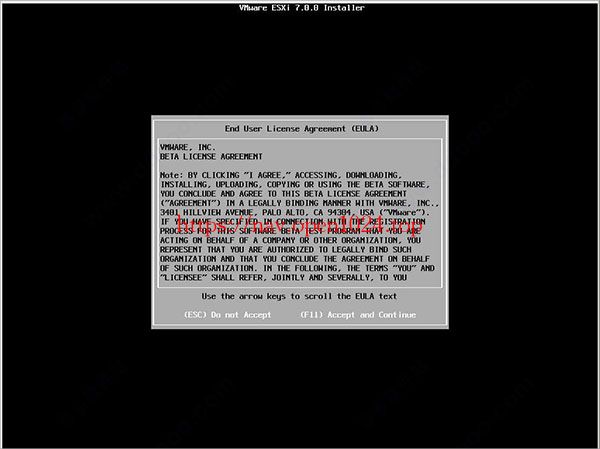 VMware ESXi 7.0.0 Installer
End User License Agreement (EULA)
VMWARE, INC.
BETA LICENSE AGREEMENT
Note: BY CLICKING "I AGREE," ACCESSING, DOWNLOADING,
INSTALLING, UPLOADING, COPYING OR USING THE BETA SOFTWARE,
YOU CONCLUDE AND AGREE TO THIS BETA LICENSE AGREEMENT
("AGREEMENT") IN A LEGALLY BINDING MANNER WITH VMWARE, INC.,
3401 HILLVIEW AVENUE, PALO ALTO, CA 94304, USA ("VMware").
IF YOU HAVE SPECIFIED IN CONNECTION WITH THE REGISTRATION
https://nav.open1024.top
PROCESS FOR THIS SOFTWARE BETA TEST PROGRAM THAT YOU ARE
ACTING ON BEHALF OF A COMPANY OR OTHER ORGANIZATION, YOU
REPRESENT THAT YOU ARE AUTHORIZED TO LEGALLY BIND SUCH
ORGANIZATION AND THAT YOU CONCLUDE THE AGREEMENT ON BEHALF
OF SUCH ORGANIZATION. IN THE FOLLOWING, THE TERMS "YOU" AND
"LICENSEE" SHALL REFER, JOINTLY AND SEVERALLY, TO YOU
Use the arrow keys to scroll the EULA text
(ESC) Do not Accept (F11) Accept and Continue